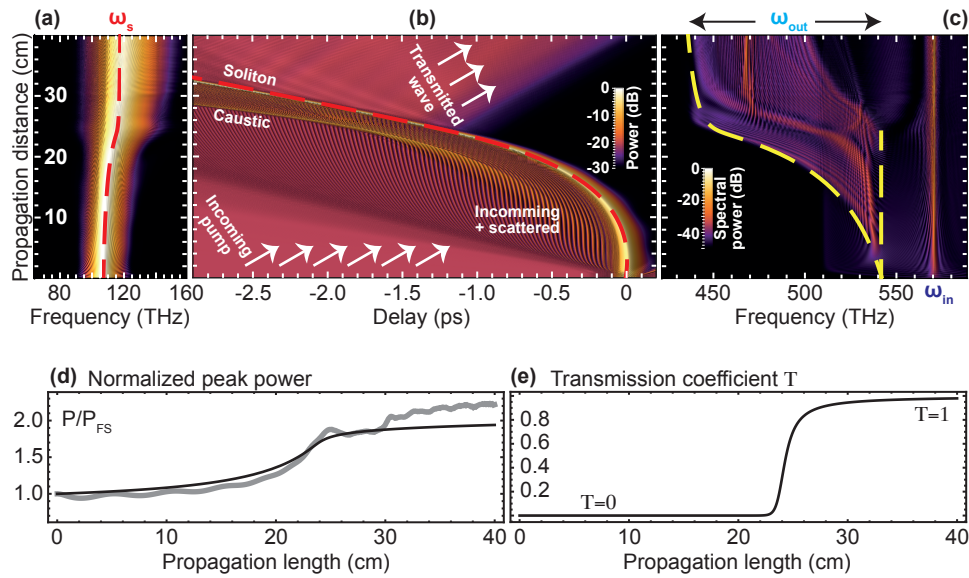 (a)
ωs
(b)
ωout
(c)
Propagation distance (cm)
30
20
10
Soliton
Caustic
Transmitted
wave
Power (dB)
0
-10
-20
-30
Incoming
pump
Incomming
+ scattered
Spectral
power (dB)
0
-20
-40
ωin
80 120 160
Frequency (THz)
-2.5 -2.0 -1.5 -1.0 -0.5 0
Delay (ps)
450 500 550
Frequency (THz)
(d) Normalized peak power
P/PFS
2.0
1.5
1.0
0 10 20 30 40
Propagation length (cm)
(e) Transmission coefficient T
0.8
0.6
0.4
0.2
T=0
T=1
0 10 20 30 40
Propagation length (cm)